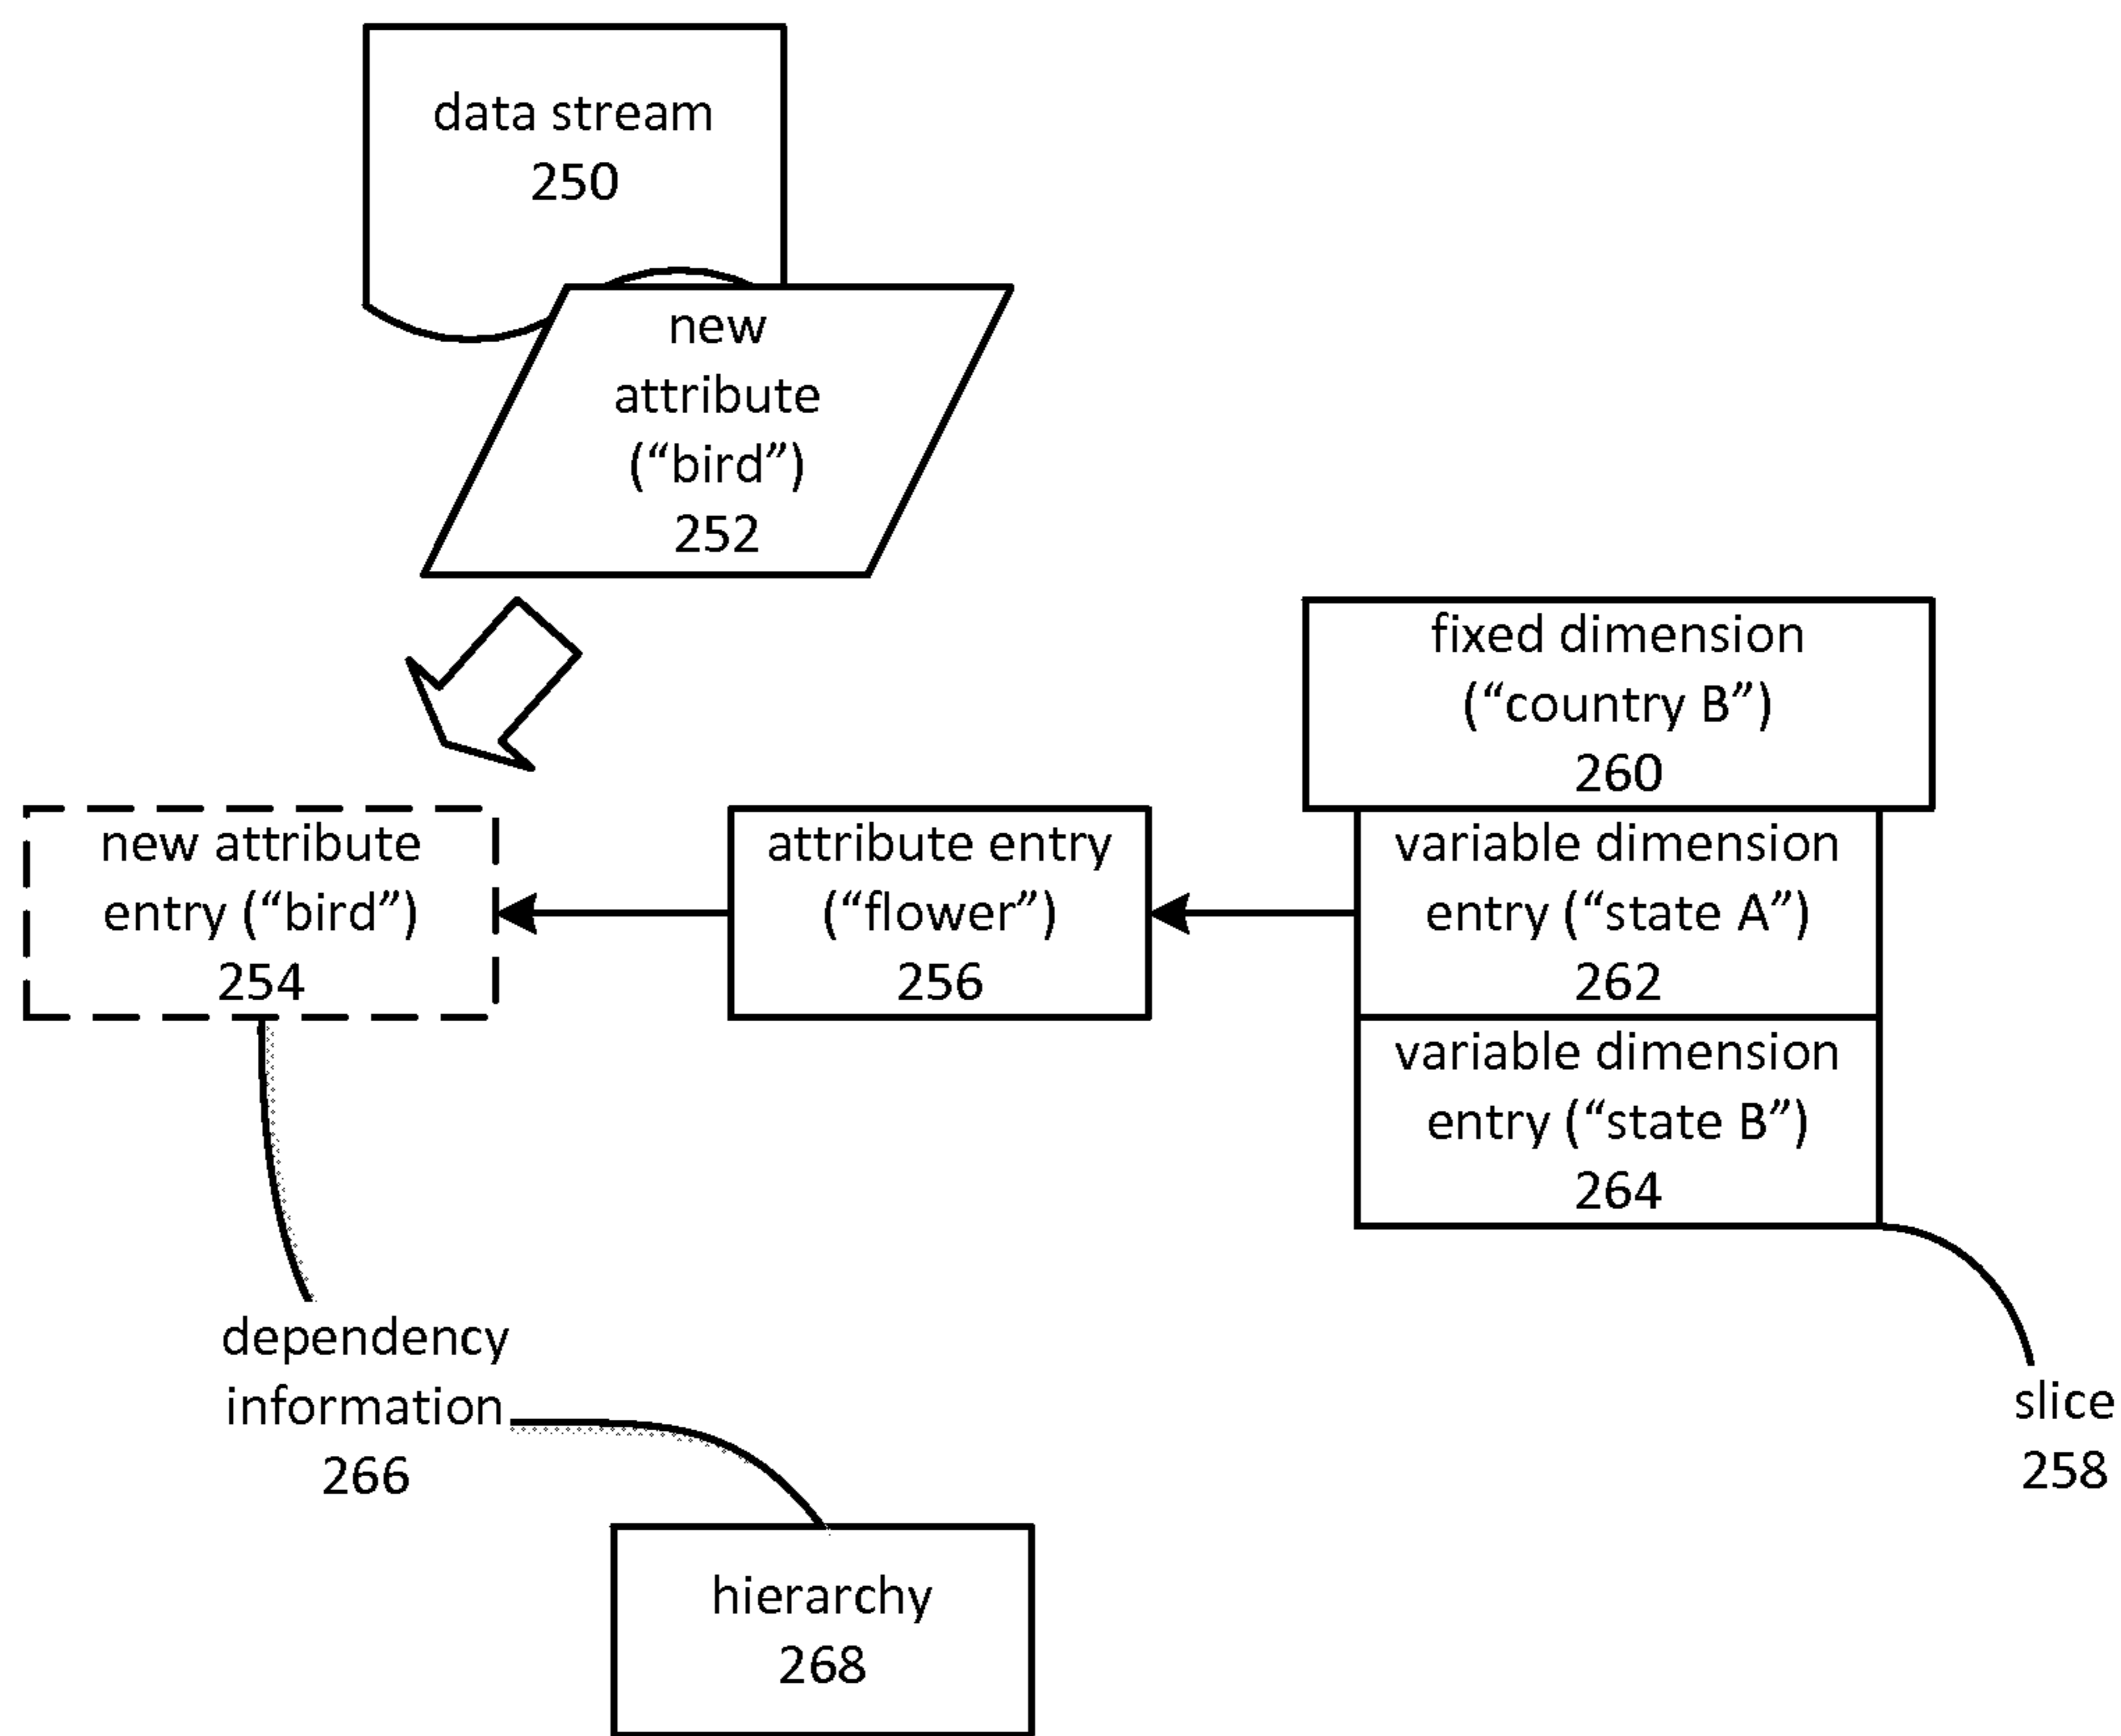 data stream
250
new
attribute
(“bird”)
252
fixed dimension
(“country B”)
260
new attribute
entry (“bird”)
254
attribute entry
(“flower”)
256
variable dimension
entry (“state A”)
262
variable dimension
entry (“state B”)
264
dependency
information
266
slice
258
hierarchy
268